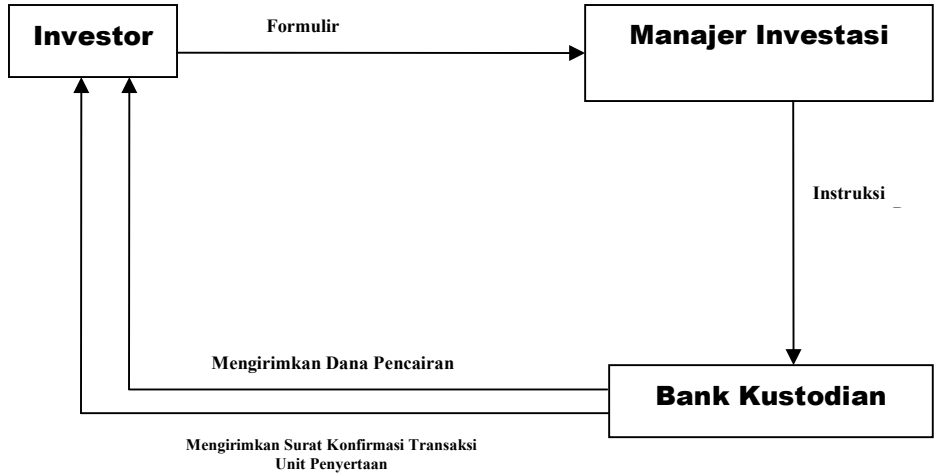 Investor
Formulir
Manajer Investasi
Instruksi
Mengirimkan Dana Pencairan
Bank Kustodian
Mengirimkan Surat Konfirmasi Transaksi
Unit Penyertaan